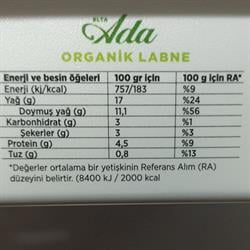 ELTA
Ada
ORGANİK LABNE
Enerji ve besin öğeleri 100 gr için 100 g için RA*
Enerji (kj/kcal) 757/183 %9
Yağ (g) 17 %24
Doymuş yağ (g) 11,1 %56
Karbonhidrat (g) 3 %1
Şekerler (g) 3 %3
Protein (g) 4,5 %9
Tuz (g) 0,8 %13
*Değerler ortalama bir yetişkinin Referans Alım (RA)
düzeyini belirtir. (8400 kJ / 2000 kcal